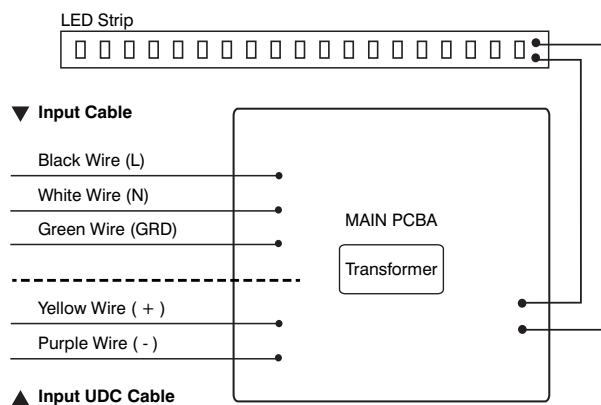 LED Strip
▼ Input Cable
Black Wire (L)
White Wire (N)
Green Wire (GRD)
MAIN PCBA
Transformer
Yellow Wire ( + )
Purple Wire ( - )
▲ Input UDC Cable